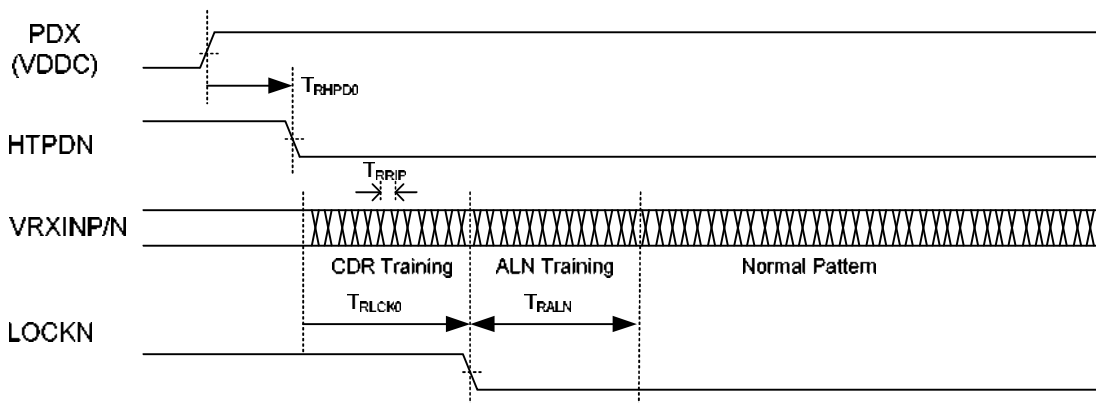 PDX
(VDDC)
TRHPD0
HTPDN
TRRIP
VRXINP/N
CDR Training
ALN Training
Normal Pattern
TRLCK0
TRALN
LOCKN